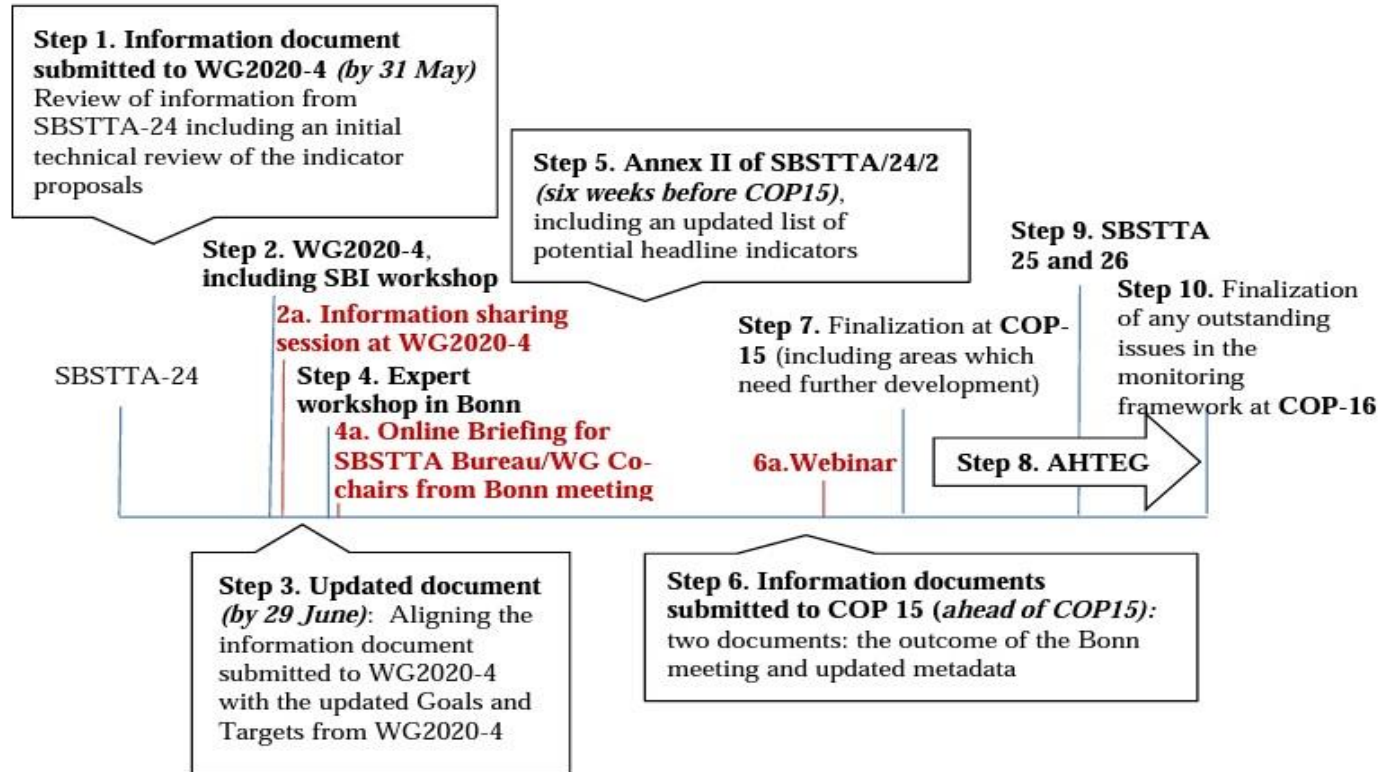 Step 1. Information document
submitted to WG2020-4 (by 31 May)
Review of information from
SBSTTA-24 including an initial
technical review of the indicator
proposals
Step 5. Annex II of SBSTTA/24/2
(six weeks before COP15),
including an updated list of
potential headline indicators
Step 2. WG2020-4,
including SBI workshop
2a. Information sharing
session at WG2020-4
SBSTTA-24
Step 4. Expert
workshop in Bonn
4a. Online Briefing for
SBSTTA Bureau/WG Co-
chairs from Bonn meeting
Step 7. Finalization at COP-
15 (including areas which
need further development)
6a.Webinar
Step 9. SBSTTA
25 and 26
Step 10. Finalization
of any outstanding
issues in the
monitoring
framework at COP-16
Step 8. AHTEG
Step 3. Updated document
(by 29 June): Aligning the
information document
submitted to WG2020-4
with the updated Goals and
Targets from WG2020-4
Step 6. Information documents
submitted to COP 15 (ahead of COP15):
two documents: the outcome of the Bonn
meeting and updated metadata